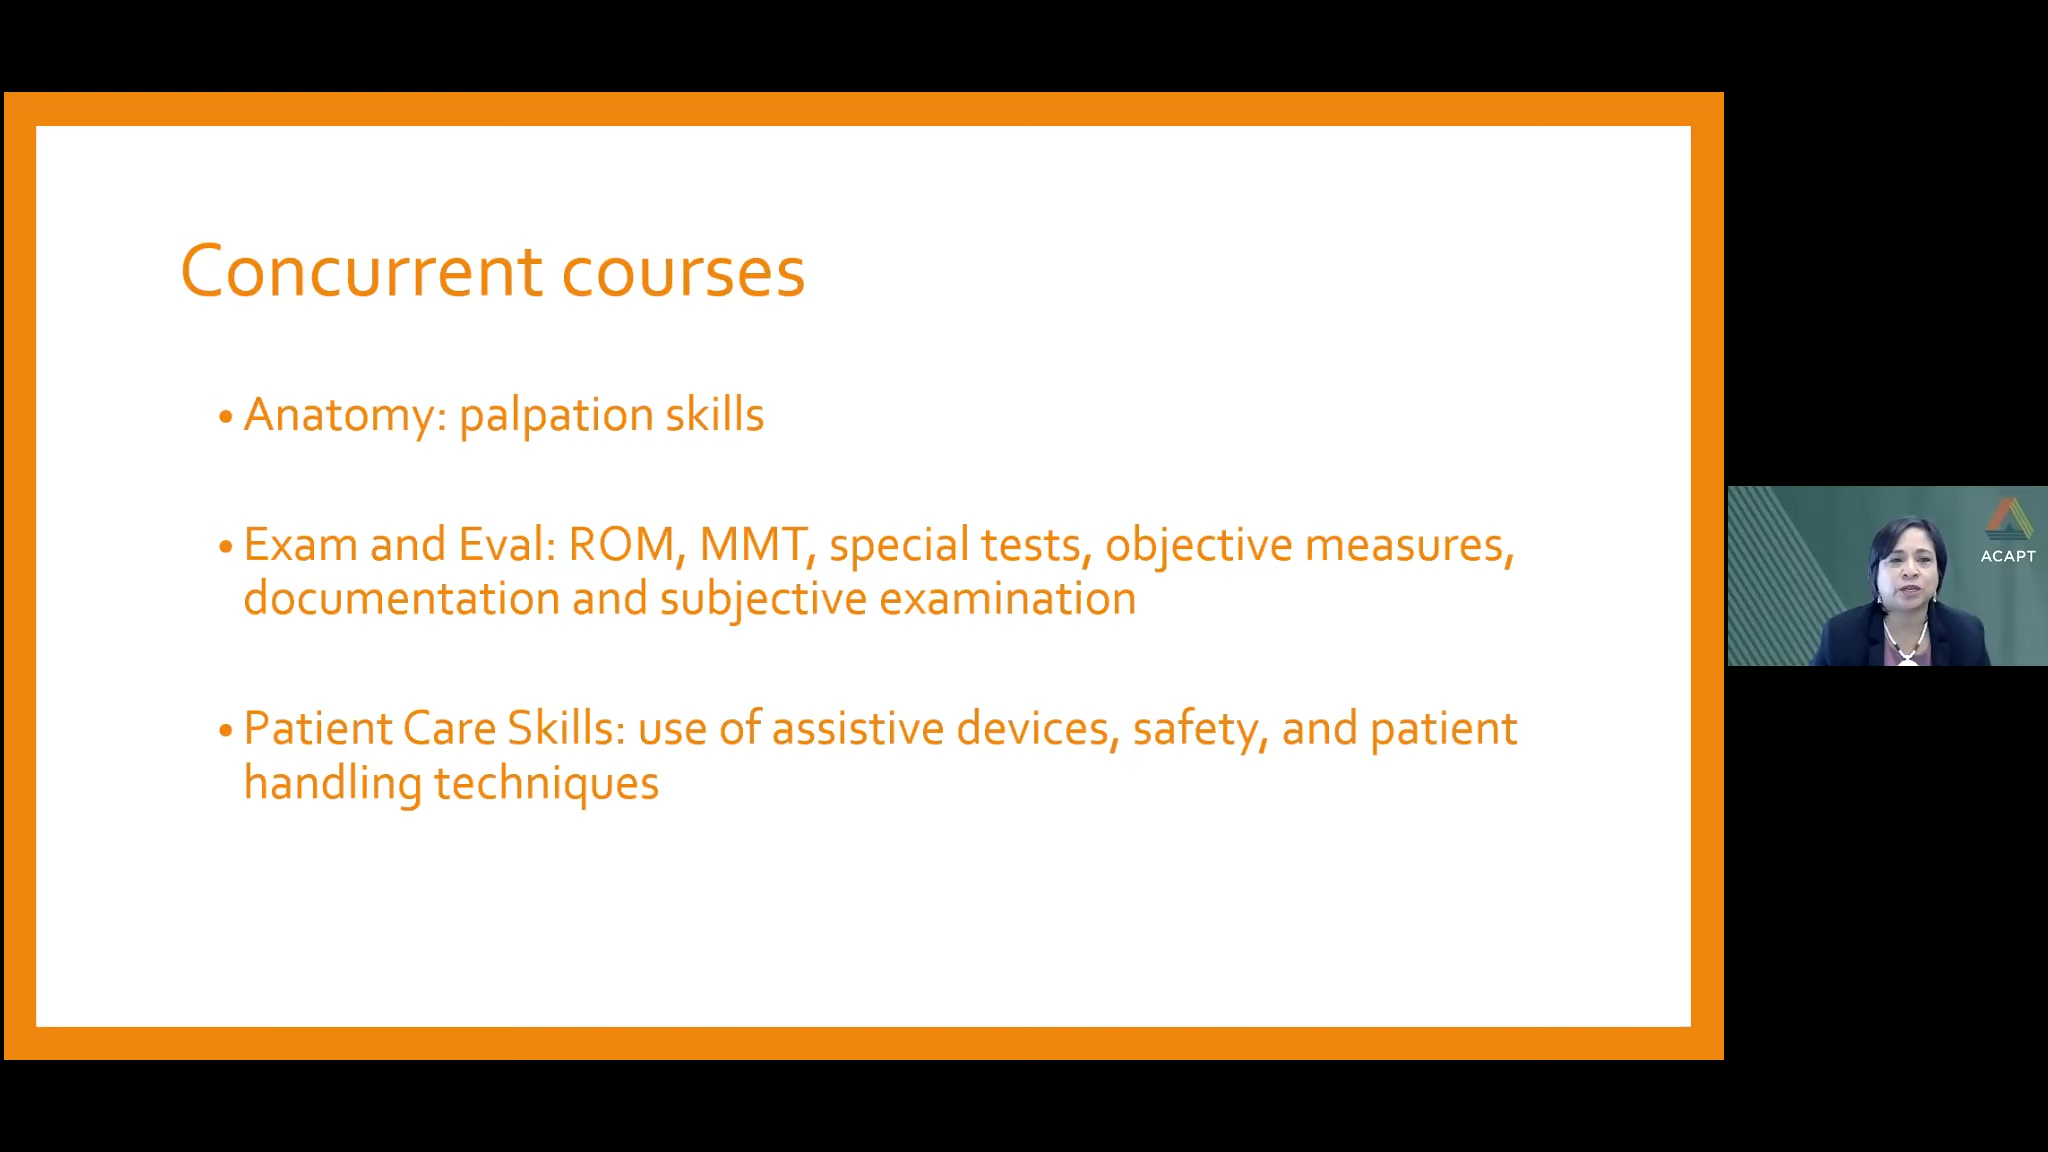 Concurrent courses
• Anatomy: palpation skills
• Exam and Eval: ROM, MMT, special tests, objective measures,
documentation and subjective examination
• Patient Care Skills: use of assistive devices, safety, and patient
handling techniques
ACAPT